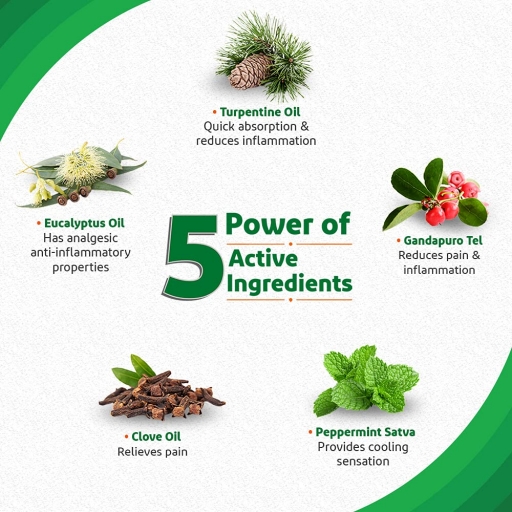 • Turpentine Oil
Quick absorption &
reduces inflammation
• Eucalyptus Oil
Has analgesic
anti-inflammatory
properties
5 Power of
Active
Ingredients
• Gandapuro Tel
Reduces pain &
inflammation
• Clove Oil
Relieves pain
• Peppermint Satva
Provides cooling
sensation